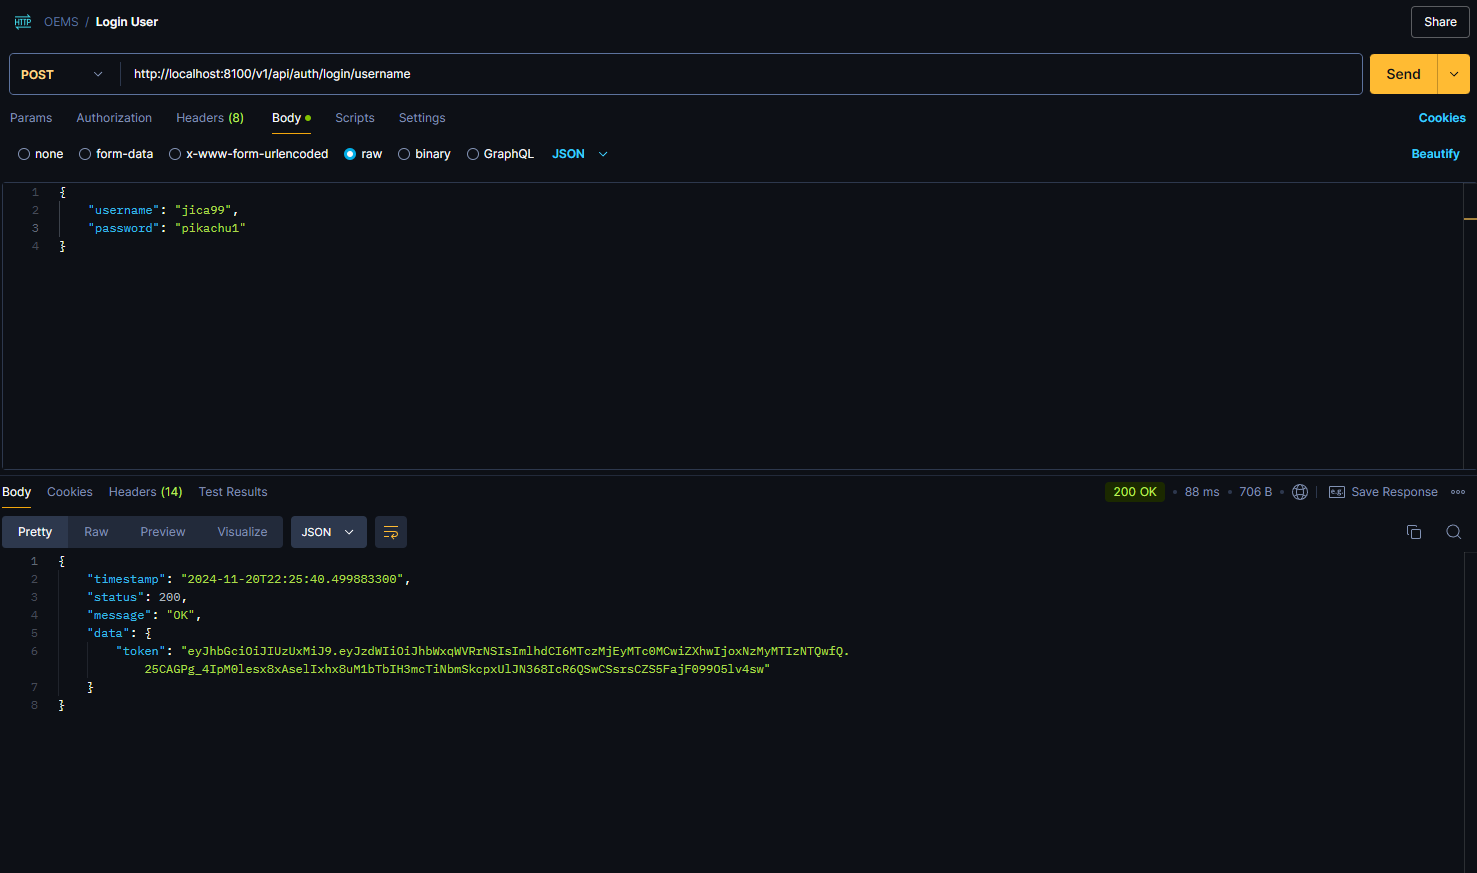 HTTP OEMS / Login User
Share
POST http://localhost:8100/v1/api/auth/login/username Send
Params Authorization Headers (8) Body Scripts Settings Cookies
none form-data x-www-form-urlencoded raw binary GraphQL JSON Beautify
1 {
2 "username": "jica99",
3 "password": "pikachu1"
4 }
Body Cookies Headers (14) Test Results 200 OK 88 ms 706 B e.g. Save Response
Pretty Raw Preview Visualize JSON
1 {
2 "timestamp": "2024-11-20T22:25:40.499883300",
3 "status": 200,
4 "message": "OK",
5 "data": {
6 "token": "eyJhbGciOiJIUzUxMiJ9.eyJzdWIiOiJhbWxqWVRrNSIsImlhdCI6MTczMjEyMTc0MCwiZXhwIjoxNzMyMTIzNTQwfQ.
25CAGPg_4IpM0lesx8xAselIxhx8uM1bTbIH3mcTiNbmSkcpxUlJN368IcR6QSwCSsrsCZS5FajF099O5lv4sw"
7 }
8 }